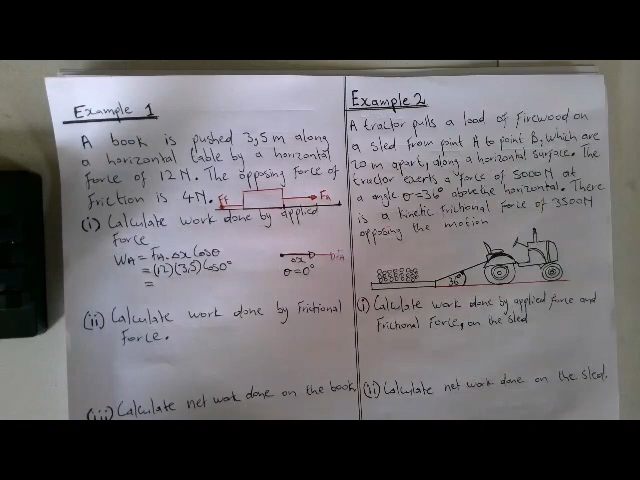 Example 1
A book is pushed 3,5 m along
a horizontal table by a horizontal
force of 12 N. The opposing force of
friction is 4N.
Ff
FA
(i) Calculate work done by applied
force
WA = FA . Δx Cosθ
= (12)(3,5) Cos0°
=
Δx
FA
θ = 0°
(ii) Calculate work done by Frictional
Force.
(iii) Calculate net work done on the book
Example 2
A tractor pulls a load of firewood on
a sled from point A to point B, which are
20 m apart, along a horizontal surface. The
tractor exerts a force of 5000 N at
a angle θ=36° above the horizontal. There
is a kinetic frictional force of 3500N
opposing the motion
36°
(i) Calculate work done by applied force and
Frictional Force, on the sled
(ii) Calculate net work done on the sled.